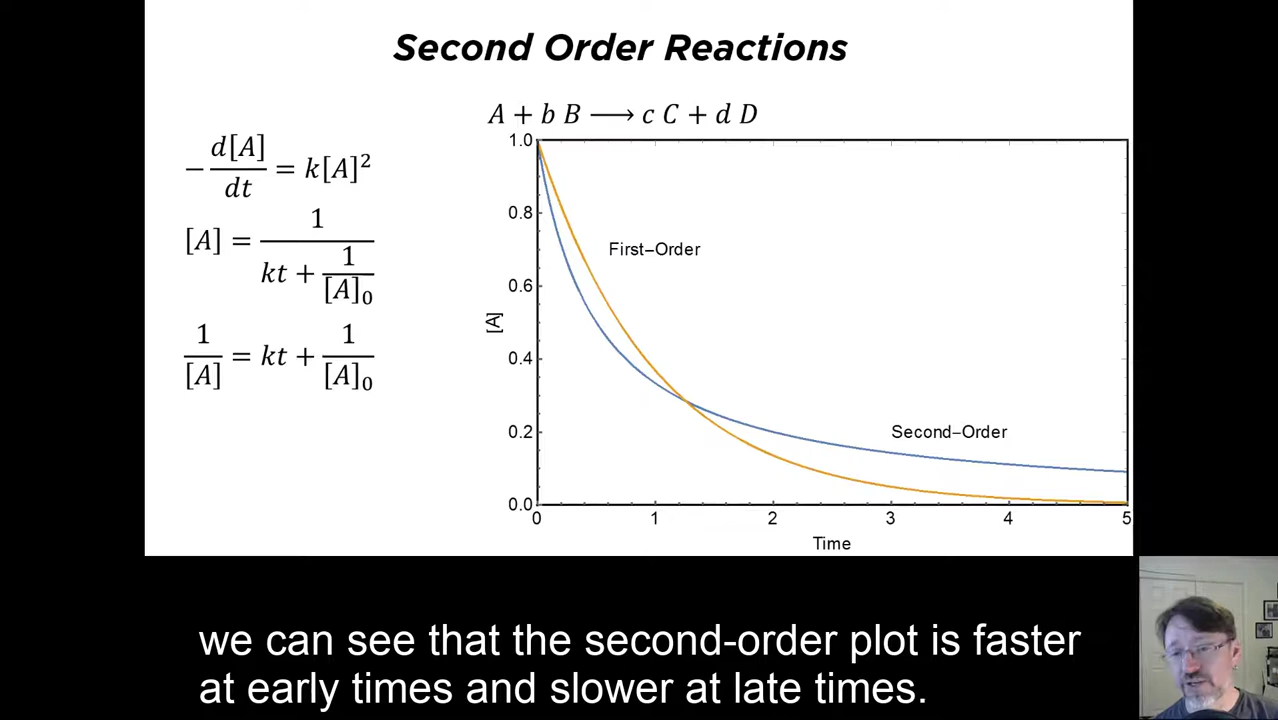 Second Order Reactions
A + b B ⟶ c C + d D
− d[A]/dt = k[A]²
[A] = 1/(kt + 1/[A]₀)
1/[A] = kt + 1/[A]₀
1.0
0.8
0.6
0.4
0.2
0.0
[A]
First–Order
Second–Order
0 1 2 3 4 5
Time
we can see that the second-order plot is faster
at early times and slower at late times.